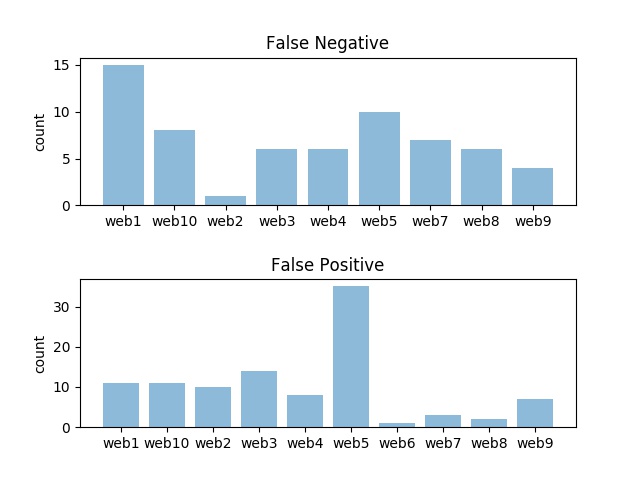 False Negative
15
10
5
0
count
web1 web10 web2 web3 web4 web5 web7 web8 web9
False Positive
30
20
10
0
count
web1 web10 web2 web3 web4 web5 web6 web7 web8 web9